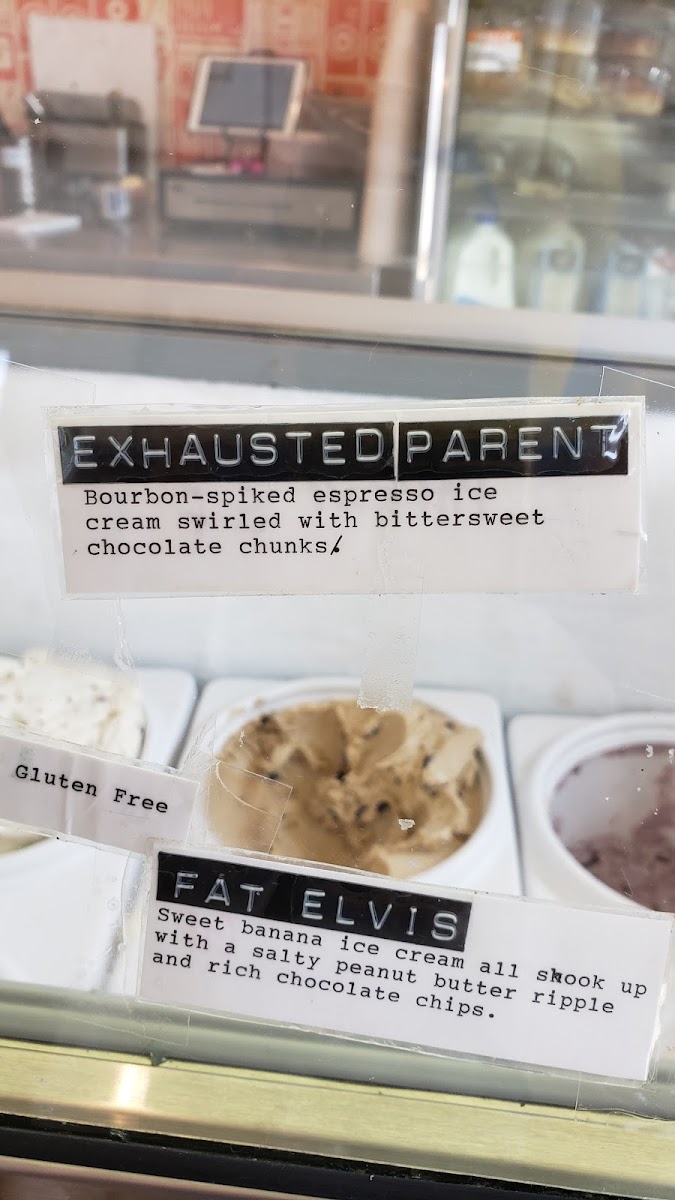 EXHAUSTED PARENT
Bourbon-spiked espresso ice
cream swirled with bittersweet
chocolate chunks.
Gluten Free
FAT ELVIS
Sweet banana ice cream all shook up
with a salty peanut butter ripple
and rich chocolate chips.